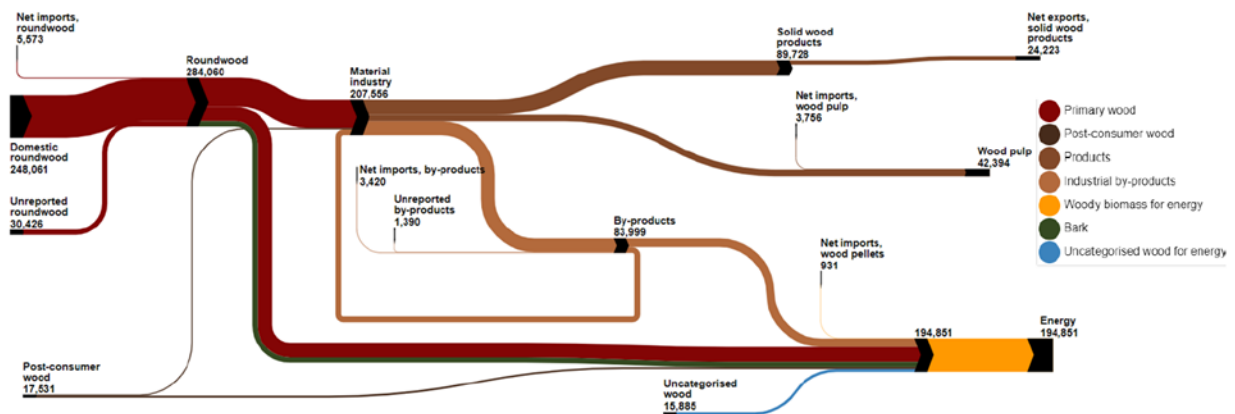 Net imports,
roundwood
5,573
Roundwood
284,060
Domestic
roundwood
248,061
Unreported
roundwood
30,426
Material
industry
207,556
Solid wood
products
89,728
Net exports,
solid wood
products
24,223
Net imports,
wood pulp
3,756
Wood pulp
42,394
Net imports, by-products
3,420
Unreported
by-products
1,390
By-products
83,999
Net imports,
wood pellets
931
194,851
Energy
194,851
Post-consumer
wood
17,531
Uncategorised
wood
15,885
Primary wood
Post-consumer wood
Products
Industrial by-products
Woody biomass for energy
Bark
Uncategorised wood for energy